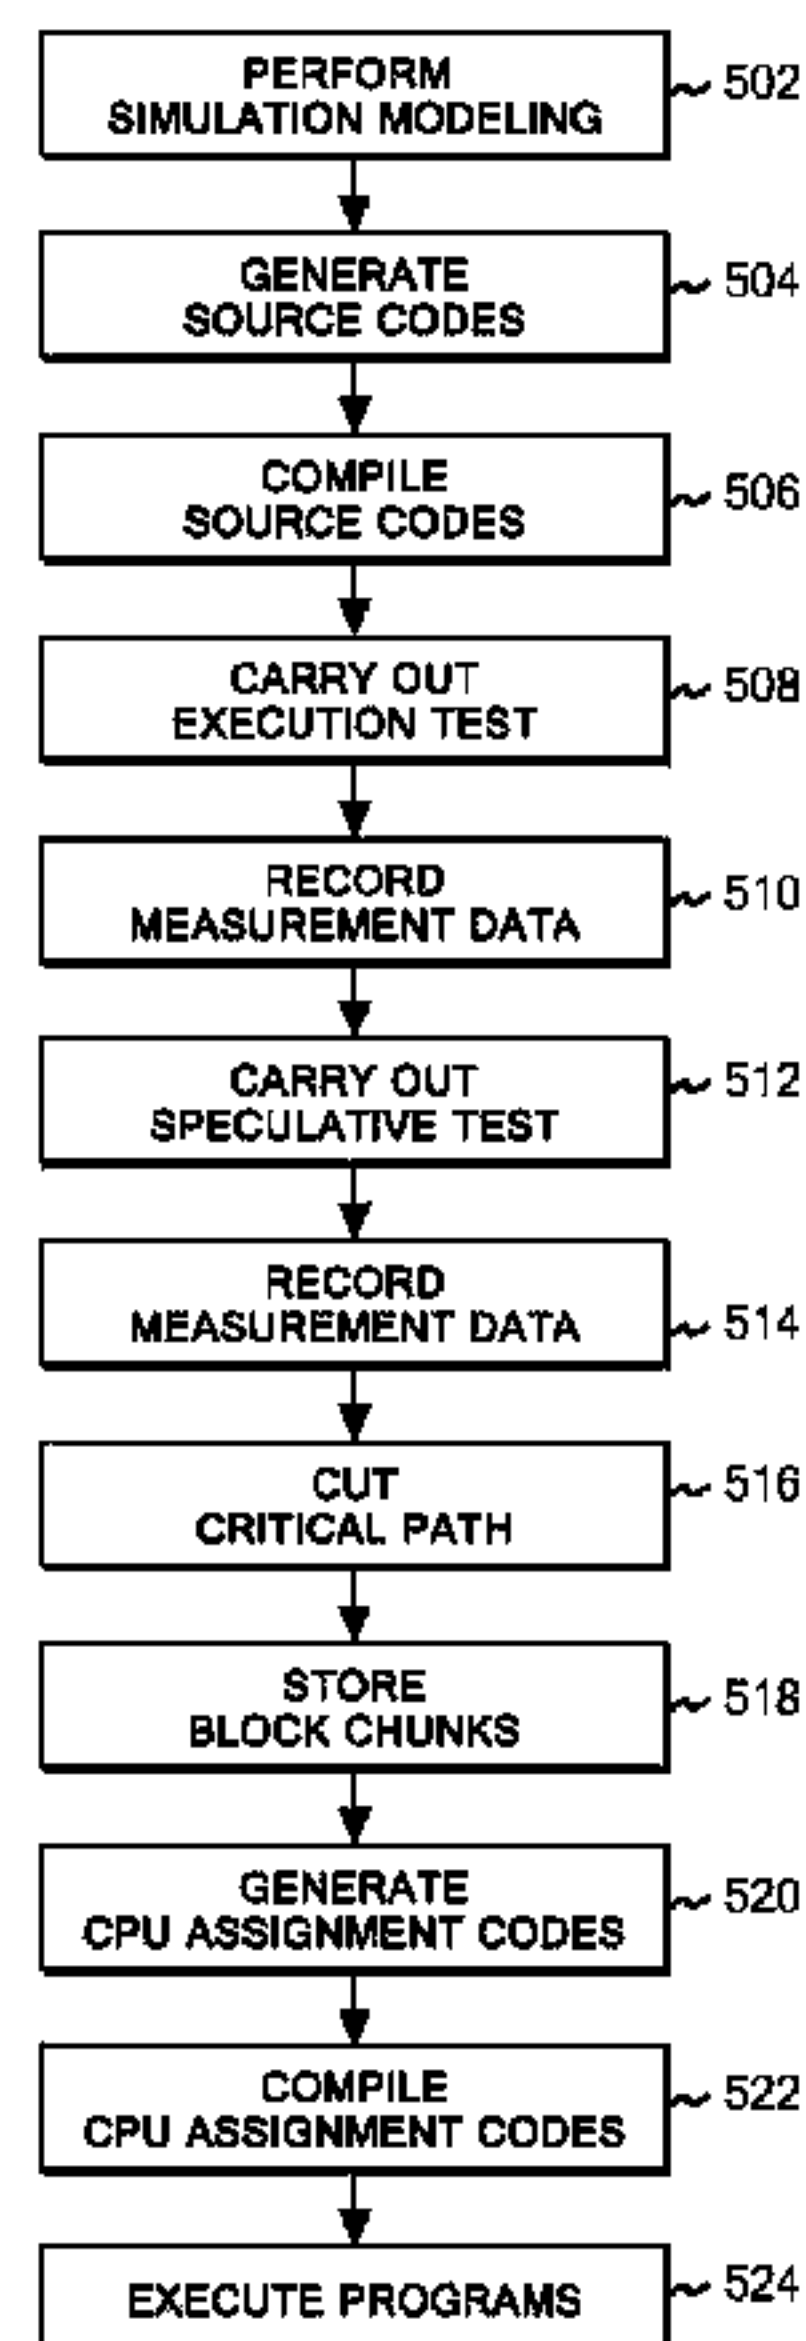 PERFORM
SIMULATION MODELING
502
GENERATE
SOURCE CODES
504
COMPILE
SOURCE CODES
506
CARRY OUT
EXECUTION TEST
508
RECORD
MEASUREMENT DATA
510
CARRY OUT
SPECULATIVE TEST
512
RECORD
MEASUREMENT DATA
514
CUT
CRITICAL PATH
516
STORE
BLOCK CHUNKS
518
GENERATE
CPU ASSIGNMENT CODES
520
COMPILE
CPU ASSIGNMENT CODES
522
EXECUTE PROGRAMS
524